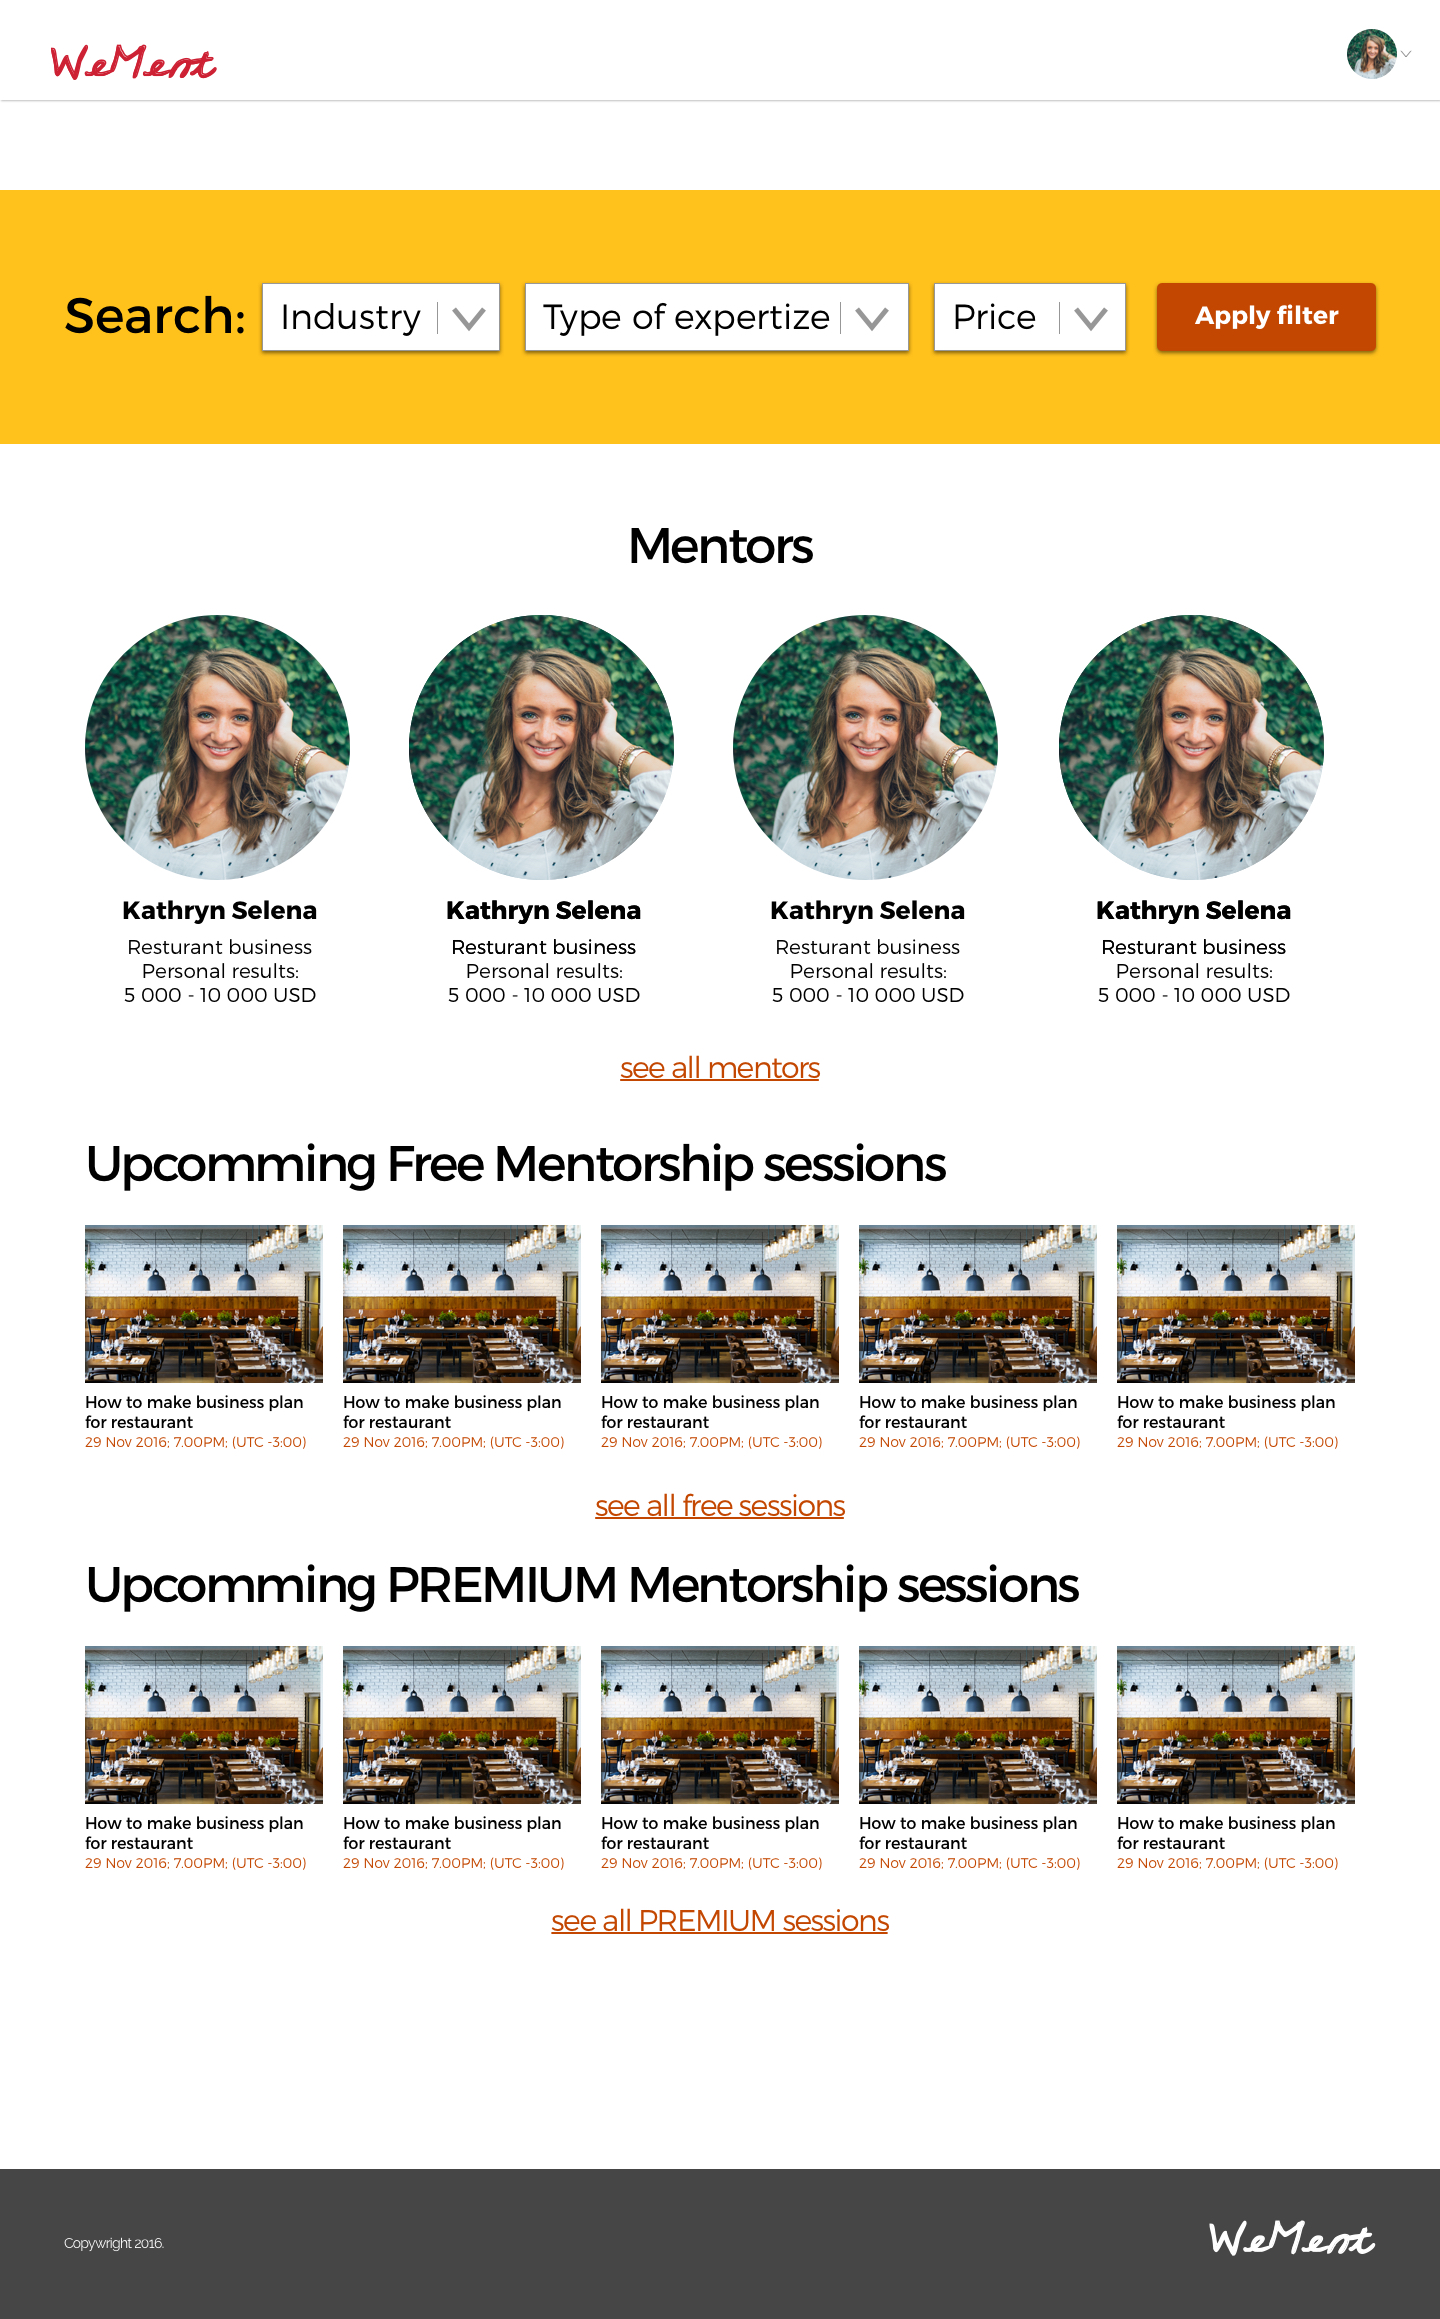 WeMent
Search:
Industry
Type of expertize
Price
Apply filter
Mentors
Kathryn Selena
Resturant business
Personal results:
5 000 - 10 000 USD
Kathryn Selena
Resturant business
Personal results:
5 000 - 10 000 USD
Kathryn Selena
Resturant business
Personal results:
5 000 - 10 000 USD
Kathryn Selena
Resturant business
Personal results:
5 000 - 10 000 USD
see all mentors
Upcomming Free Mentorship sessions
How to make business plan
for restaurant
29 Nov 2016; 7.00PM; (UTC -3:00)
How to make business plan
for restaurant
29 Nov 2016; 7.00PM; (UTC -3:00)
How to make business plan
for restaurant
29 Nov 2016; 7.00PM; (UTC -3:00)
How to make business plan
for restaurant
29 Nov 2016; 7.00PM; (UTC -3:00)
How to make business plan
for restaurant
29 Nov 2016; 7.00PM; (UTC -3:00)
see all free sessions
Upcomming PREMIUM Mentorship sessions
How to make business plan
for restaurant
29 Nov 2016; 7.00PM; (UTC -3:00)
How to make business plan
for restaurant
29 Nov 2016; 7.00PM; (UTC -3:00)
How to make business plan
for restaurant
29 Nov 2016; 7.00PM; (UTC -3:00)
How to make business plan
for restaurant
29 Nov 2016; 7.00PM; (UTC -3:00)
How to make business plan
for restaurant
29 Nov 2016; 7.00PM; (UTC -3:00)
see all PREMIUM sessions
Copywright 2016.
WeMent